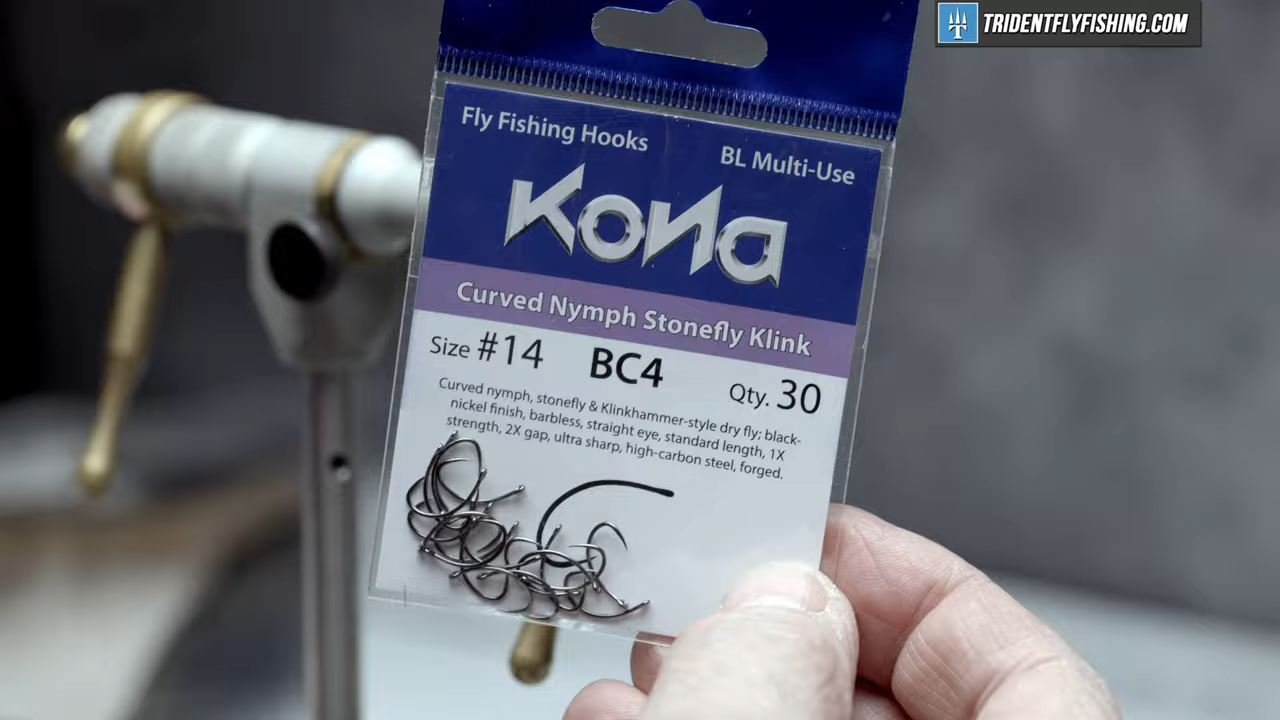 TRIDENTFLYFISHING.COM
Fly Fishing Hooks
BL Multi-Use
Kona
Curved Nymph Stonefly Klink
Size #14 BC4 Qty. 30
Curved nymph, stonefly & Klinkhammer-style dry fly; black-
nickel finish, barbless, straight eye, standard length, 1X
strength, 2X gap, ultra sharp, high-carbon steel, forged.